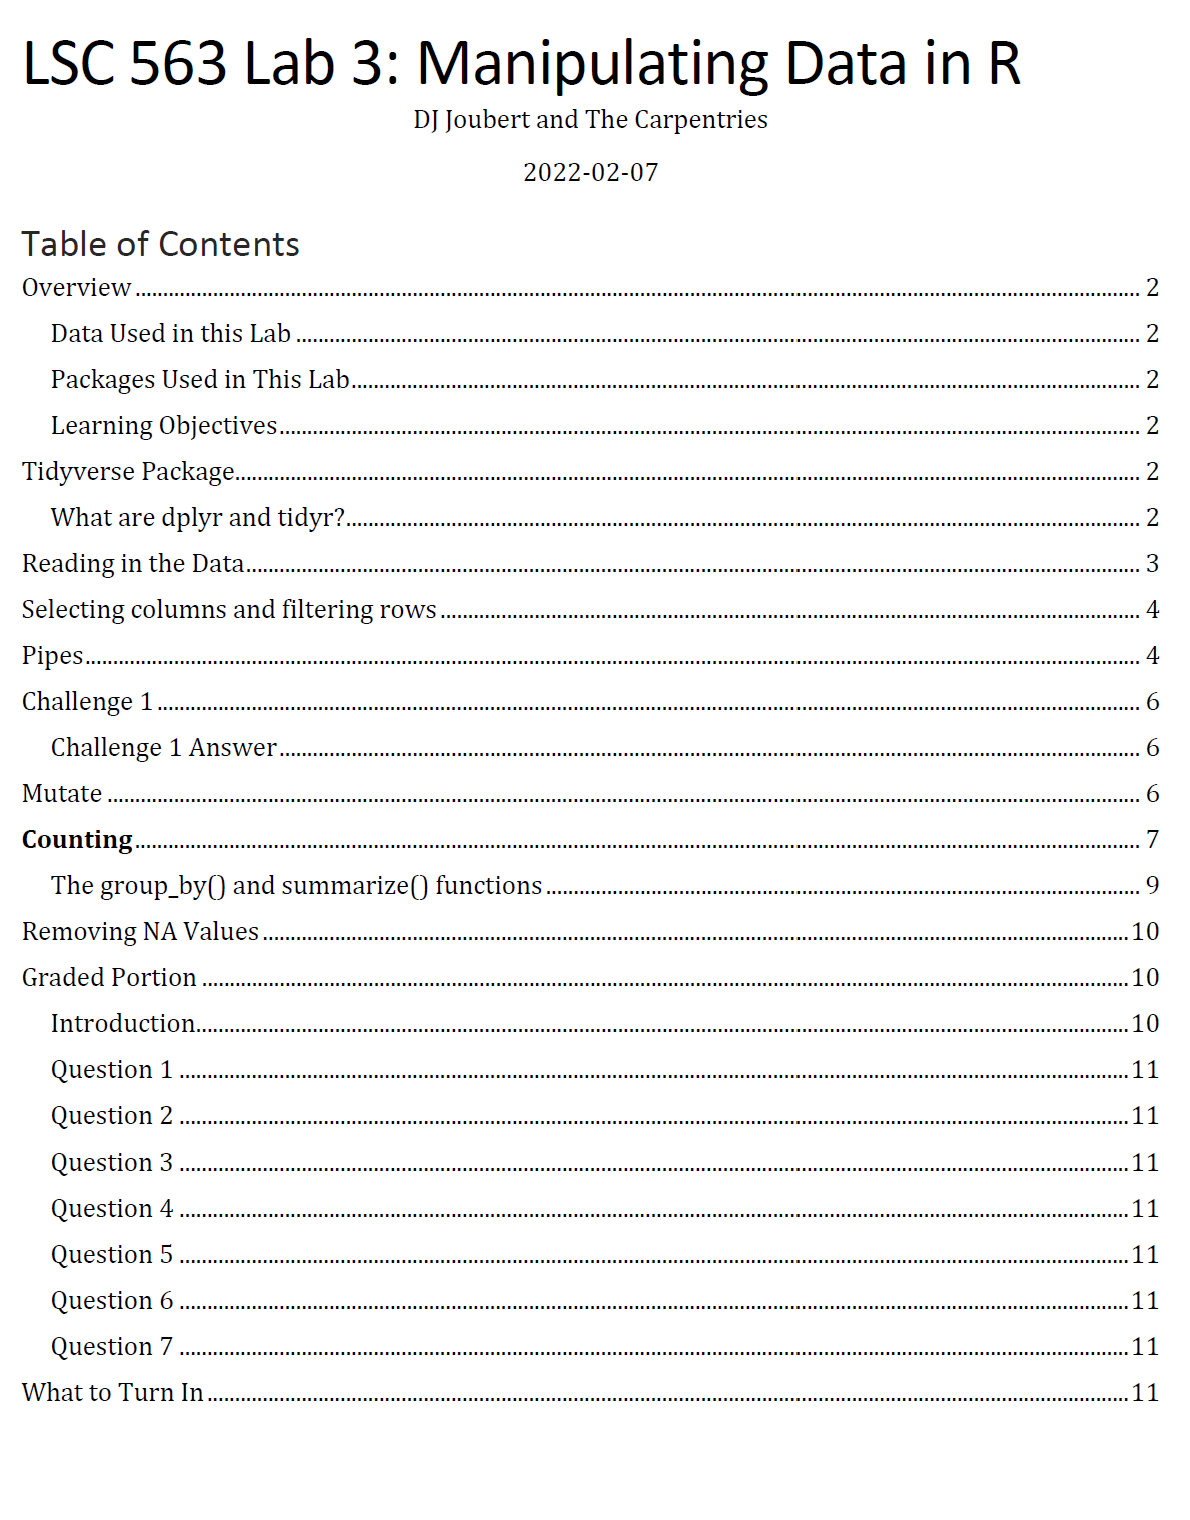 LSC 563 Lab 3: Manipulating Data in R
DJ Joubert and The Carpentries
2022-02-07
Table of Contents
Overview 2
Data Used in this Lab 2
Packages Used in This Lab 2
Learning Objectives 2
Tidyverse Package 2
What are dplyr and tidyr? 2
Reading in the Data 3
Selecting columns and filtering rows 4
Pipes 4
Challenge 1 6
Challenge 1 Answer 6
Mutate 6
Counting 7
The group_by() and summarize() functions 9
Removing NA Values 10
Graded Portion 10
Introduction 10
Question 1 11
Question 2 11
Question 3 11
Question 4 11
Question 5 11
Question 6 11
Question 7 11
What to Turn In 11